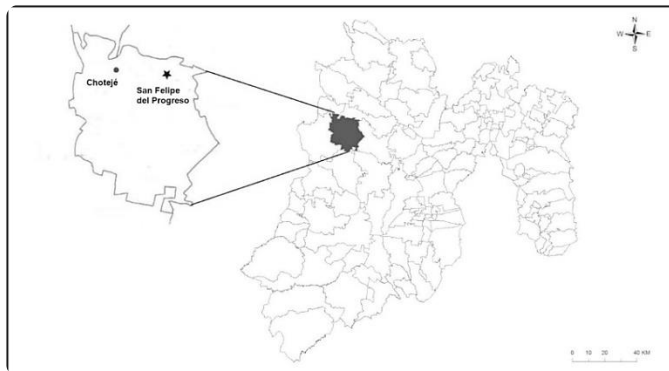 N
W E
S
Chotejé
San Felipe
del Progreso
0 10 20 40 KM